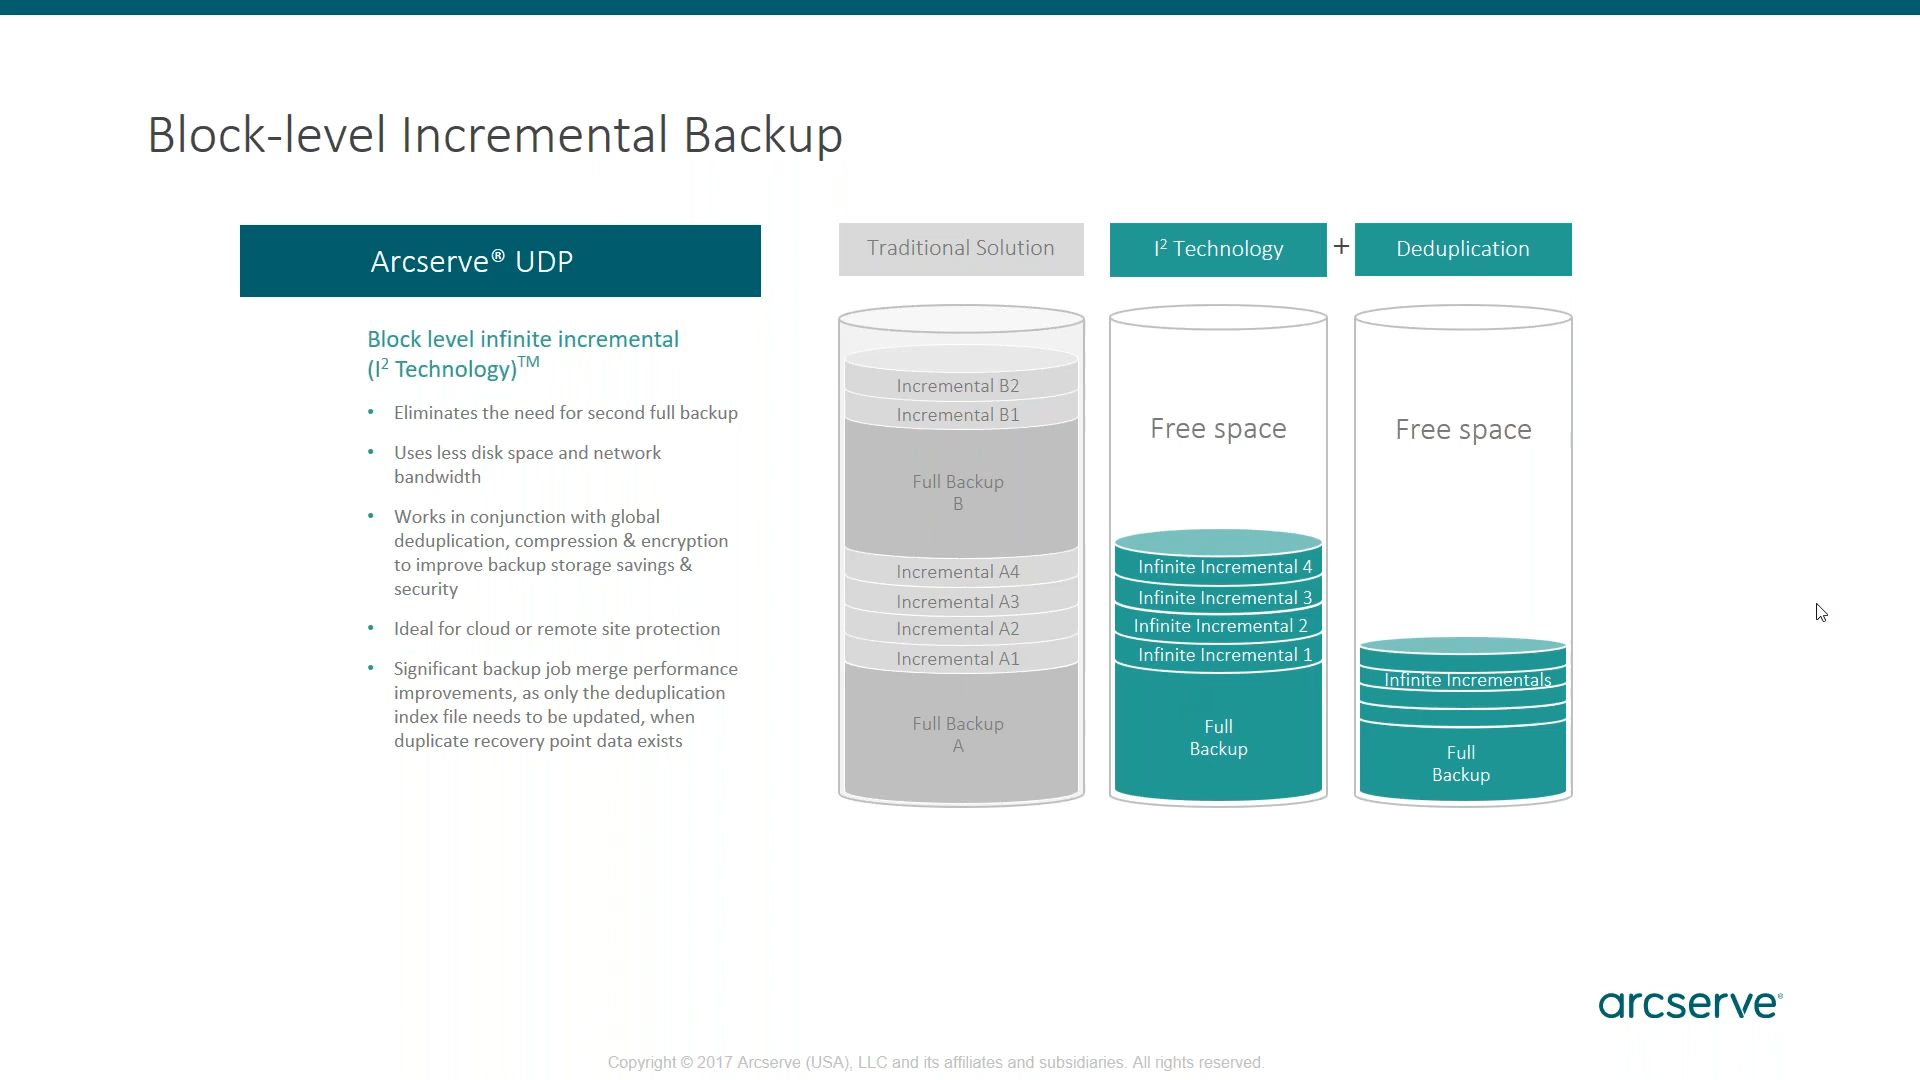 Block-level Incremental Backup
Arcserve® UDP
Block level infinite incremental
(I² Technology)™
• Eliminates the need for second full backup
• Uses less disk space and network
bandwidth
• Works in conjunction with global
deduplication, compression & encryption
to improve backup storage savings &
security
• Ideal for cloud or remote site protection
• Significant backup job merge performance
improvements, as only the deduplication
index file needs to be updated, when
duplicate recovery point data exists
Traditional Solution
Incremental B2
Incremental B1
Full Backup
B
Incremental A4
Incremental A3
Incremental A2
Incremental A1
Full Backup
A
I² Technology
Free space
Infinite Incremental 4
Infinite Incremental 3
Infinite Incremental 2
Infinite Incremental 1
Full
Backup
+
Deduplication
Free space
Infinite Incrementals
Full
Backup
arcserve®
Copyright © 2017 Arcserve (USA), LLC and its affiliates and subsidiaries. All rights reserved.